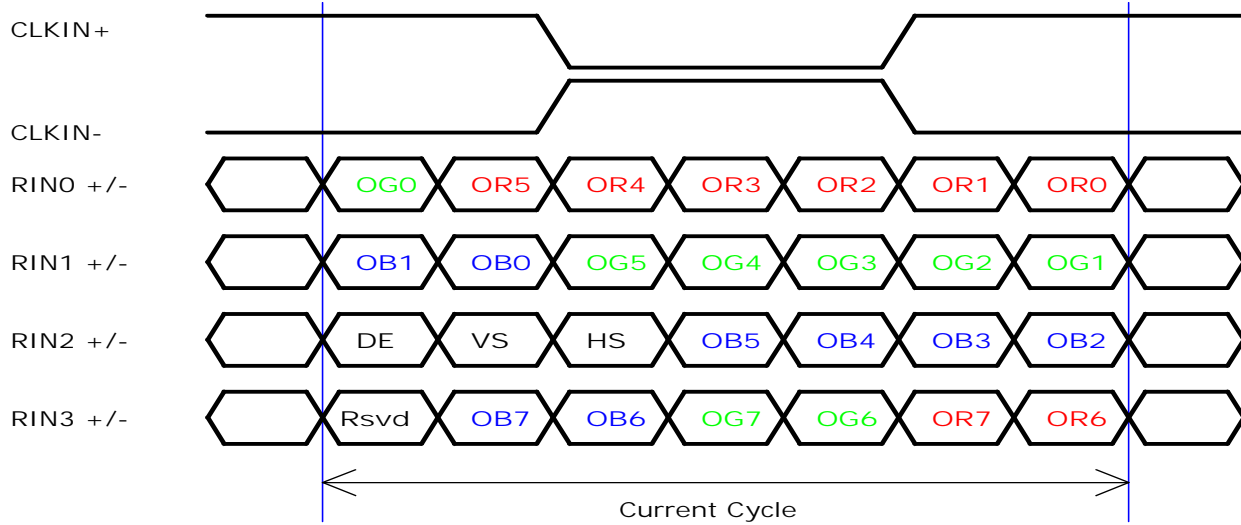 CLKIN+
CLKIN-
RIN0 +/- OG0 OR5 OR4 OR3 OR2 OR1 OR0
RIN1 +/- OB1 OB0 OG5 OG4 OG3 OG2 OG1
RIN2 +/- DE VS HS OB5 OB4 OB3 OB2
RIN3 +/- Rsvd OB7 OB6 OG7 OG6 OR7 OR6
Current Cycle